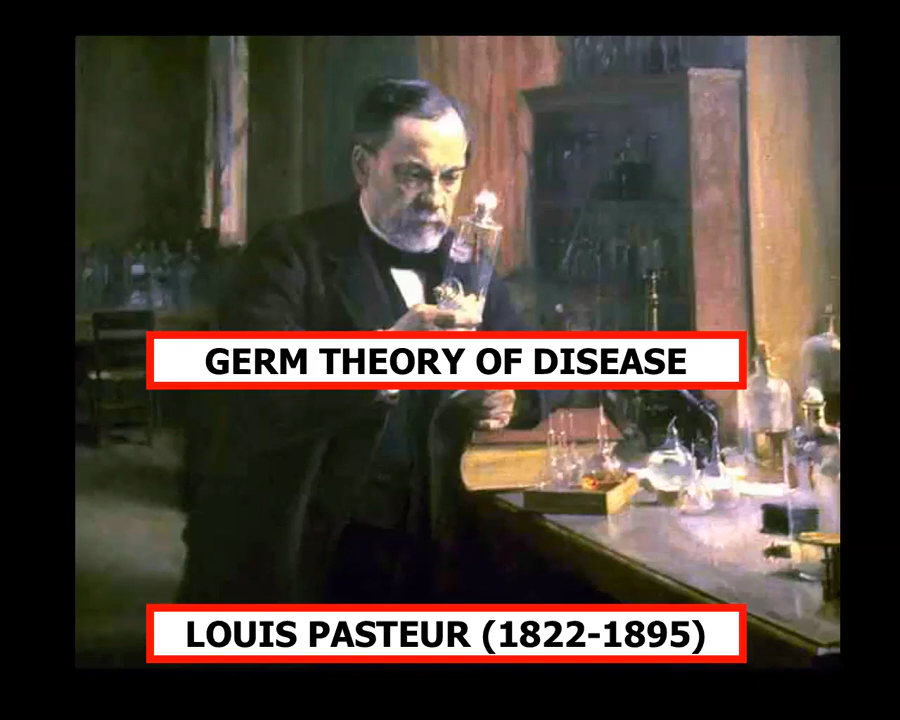 GERM THEORY OF DISEASE
LOUIS PASTEUR (1822-1895)